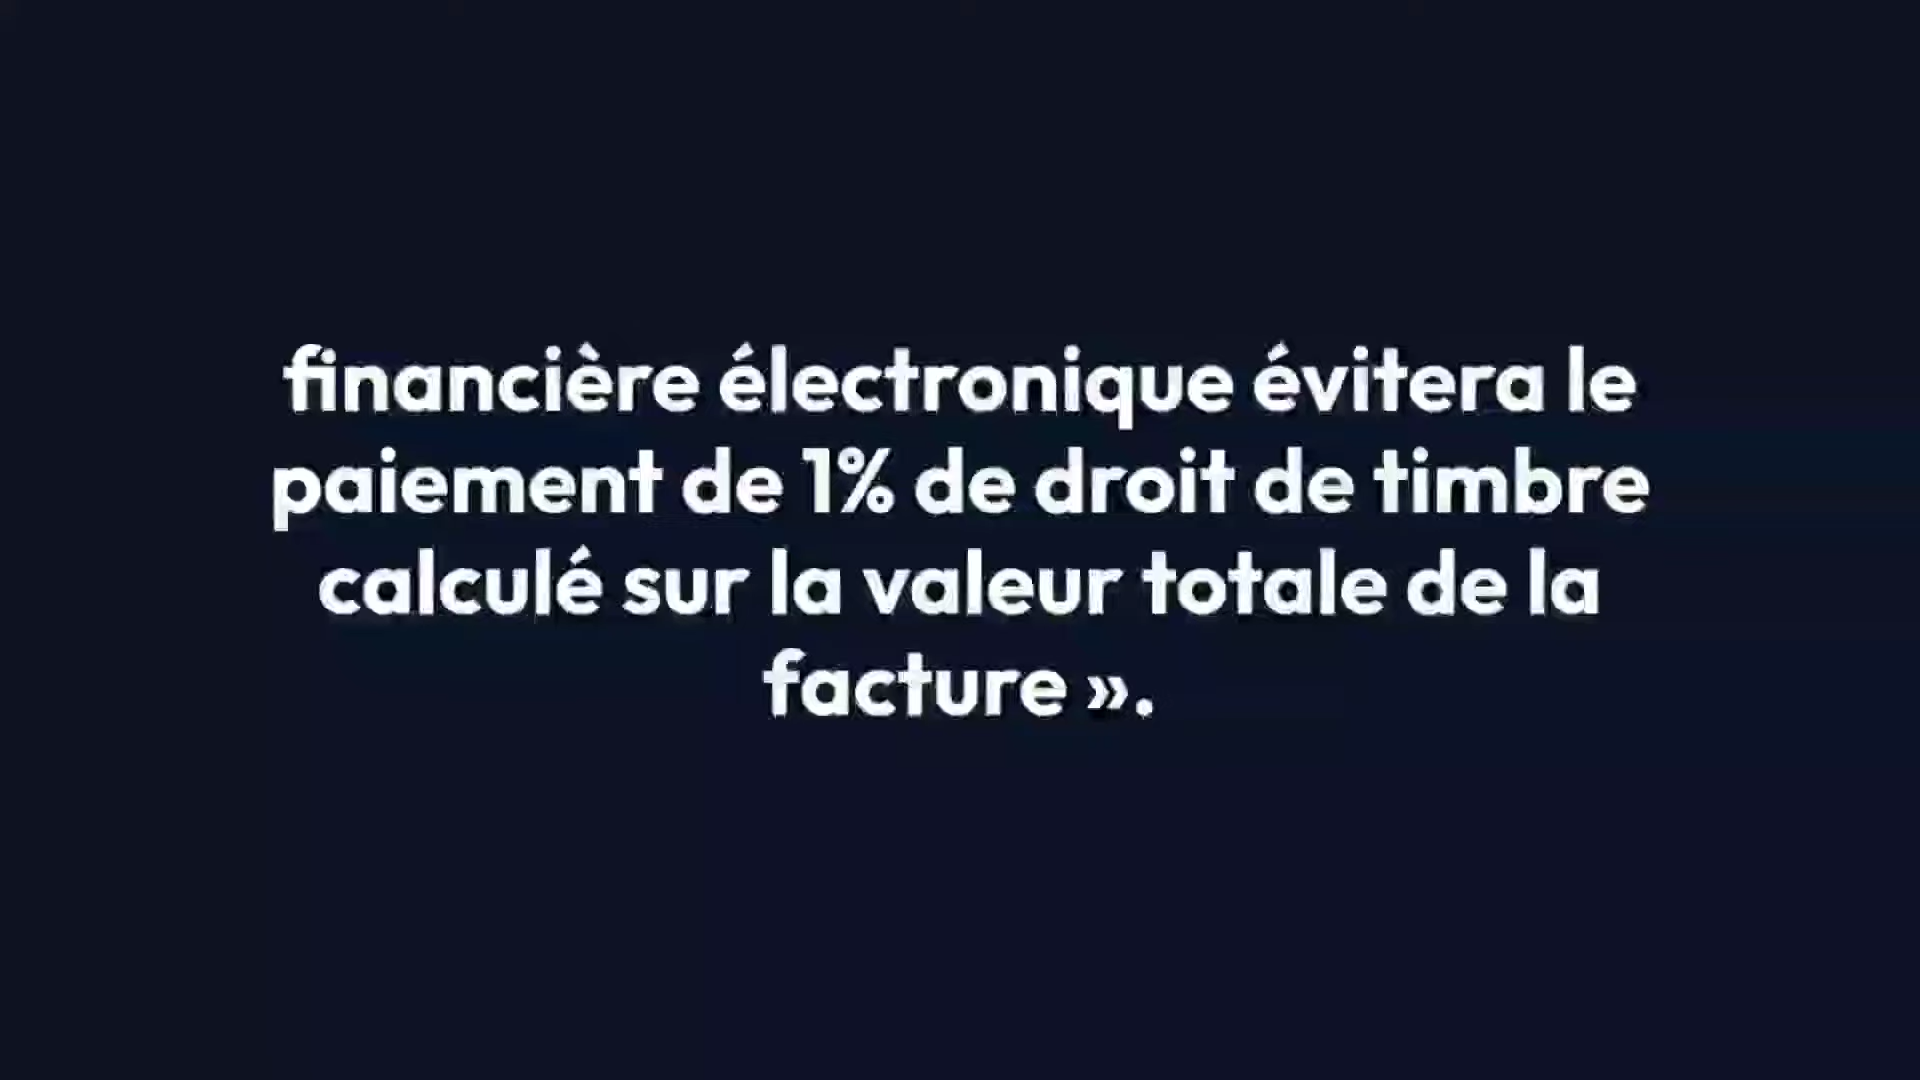 financière électronique évitera le
paiement de 1% de droit de timbre
calculé sur la valeur totale de la
facture ».